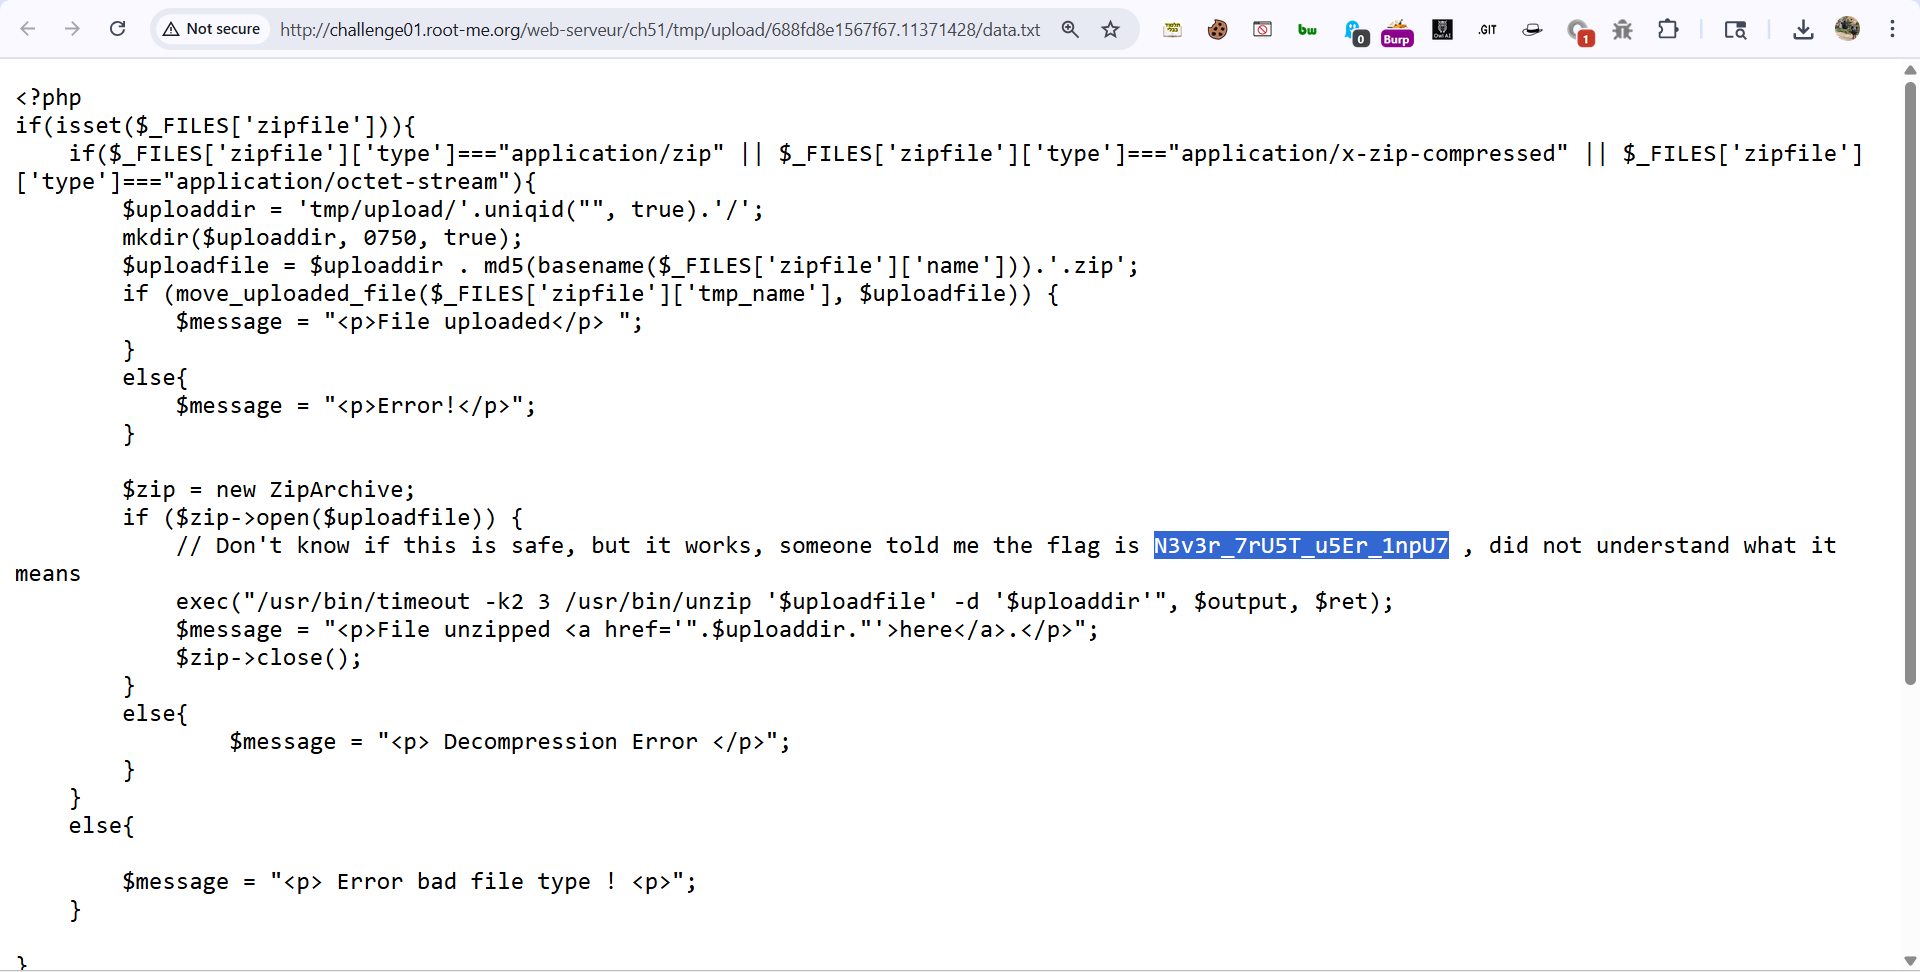 Not secure
http://challenge01.root-me.org/web-serveur/ch51/tmp/upload/688fd8e1567f67.11371428/data.txt
bw
0
Burp
.GIT
1
<?php
if(isset($_FILES['zipfile'])){
    if($_FILES['zipfile']['type']==="application/zip" || $_FILES['zipfile']['type']==="application/x-zip-compressed" || $_FILES['zipfile']
['type']==="application/octet-stream"){
        $uploaddir = 'tmp/upload/'.uniqid("", true).'/';
        mkdir($uploaddir, 0750, true);
        $uploadfile = $uploaddir . md5(basename($_FILES['zipfile']['name'])).'.zip';
        if (move_uploaded_file($_FILES['zipfile']['tmp_name'], $uploadfile)) {
            $message = "<p>File uploaded</p> ";
        }
        else{
            $message = "<p>Error!</p>";
        }
        $zip = new ZipArchive;
        if ($zip->open($uploadfile)) {
            // Don't know if this is safe, but it works, someone told me the flag is N3v3r_7rU5T_u5Er_1npU7 , did not understand what it
means
            exec("/usr/bin/timeout -k2 3 /usr/bin/unzip '$uploadfile' -d '$uploaddir'", $output, $ret);
            $message = "<p>File unzipped <a href='".$uploaddir."'>here</a>.</p>";
            $zip->close();
        }
        else{
                $message = "<p> Decompression Error </p>";
        }
    }
    else{
        $message = "<p> Error bad file type ! <p>";
    }
}